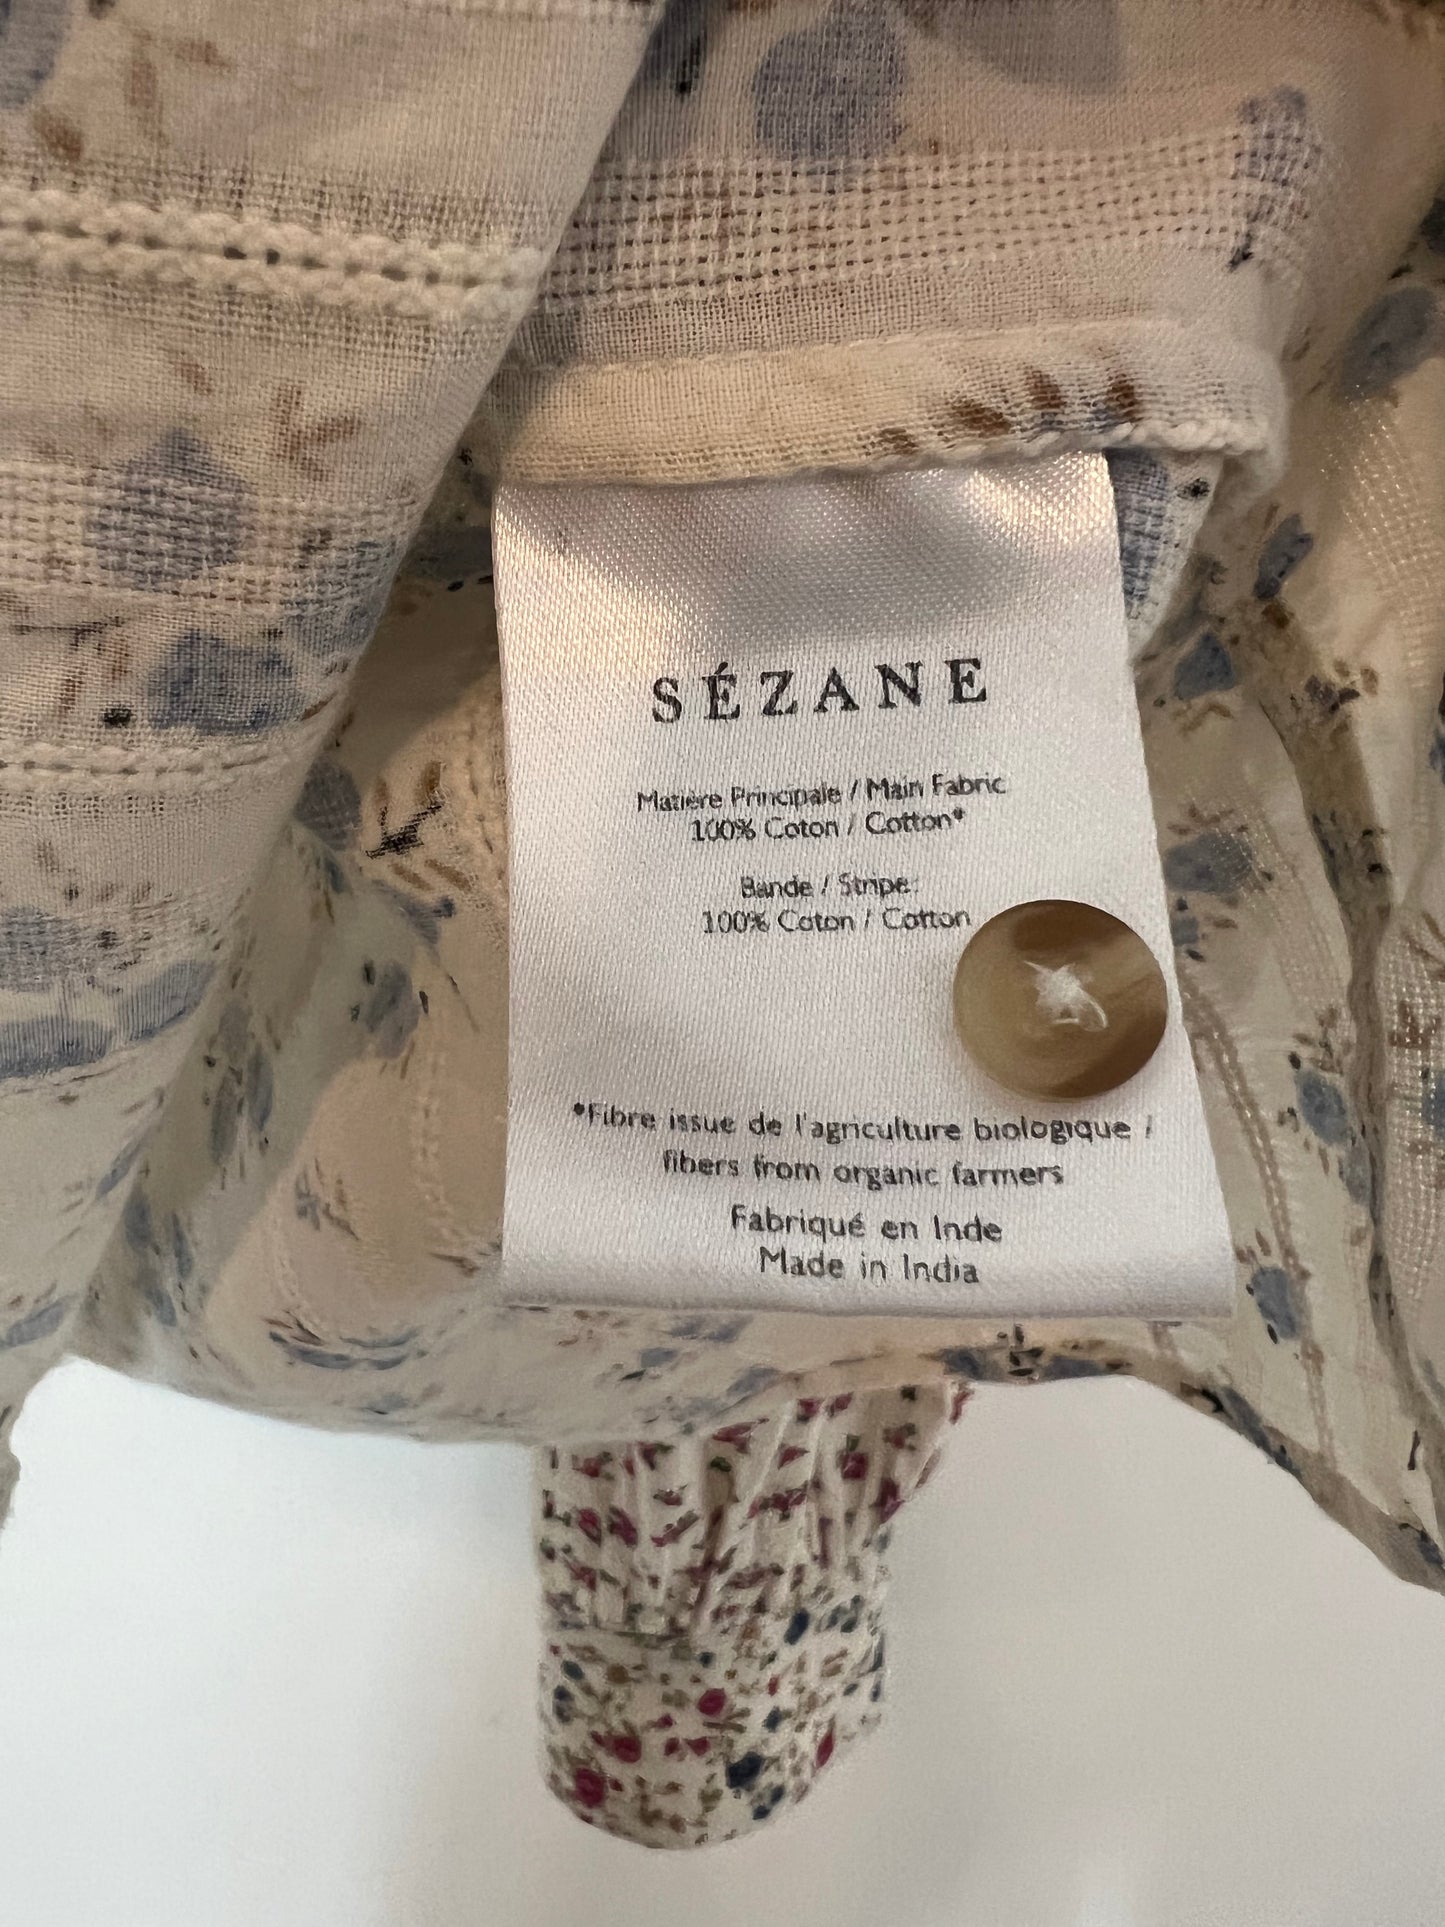 SÉZANE
Matière Principale / Main Fabric
100% Coton / Cotton*
Bande / Stripe:
100% Coton / Cotton
*Fibre issue de l'agriculture biologique /
fibers from organic farmers
Fabriqué en Inde
Made in India